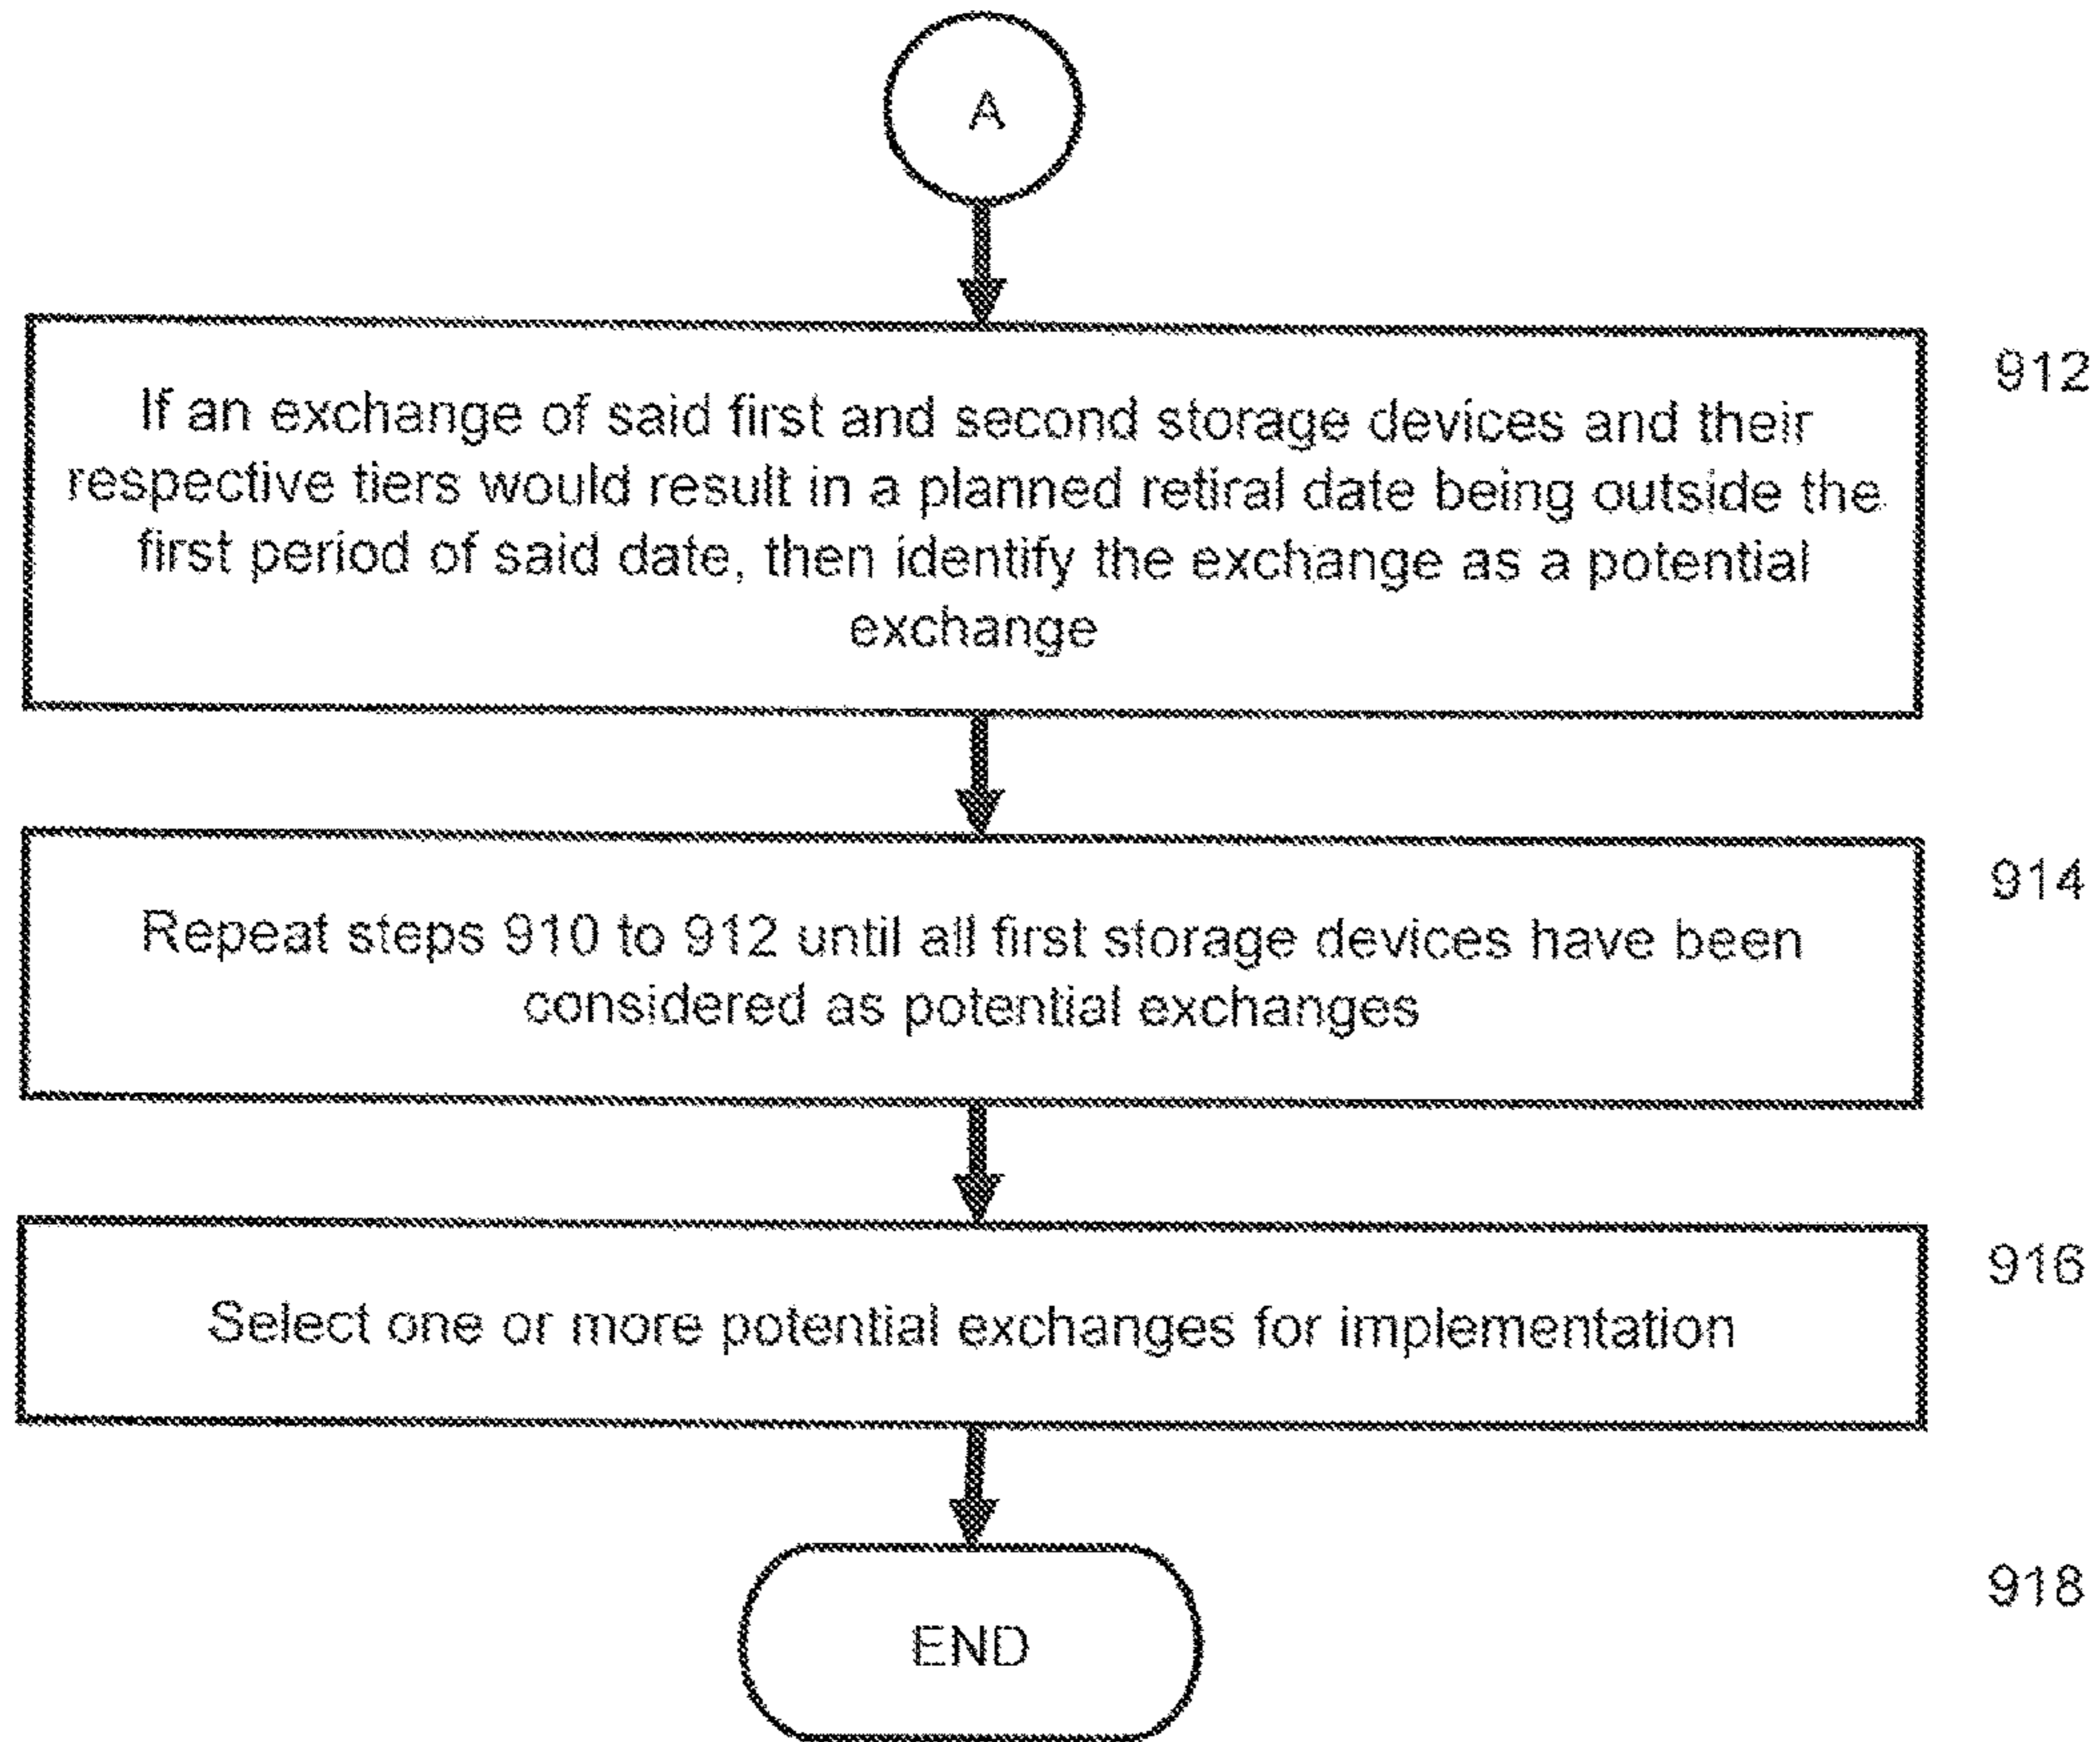 A
912
If an exchange of said first and second storage devices and their
respective tiers would result in a planned retiral date being outside the
first period of said date, then identify the exchange as a potential
exchange
914
Repeat steps 910 to 912 until all first storage devices have been
considered as potential exchanges
916
Select one or more potential exchanges for implementation
918
END